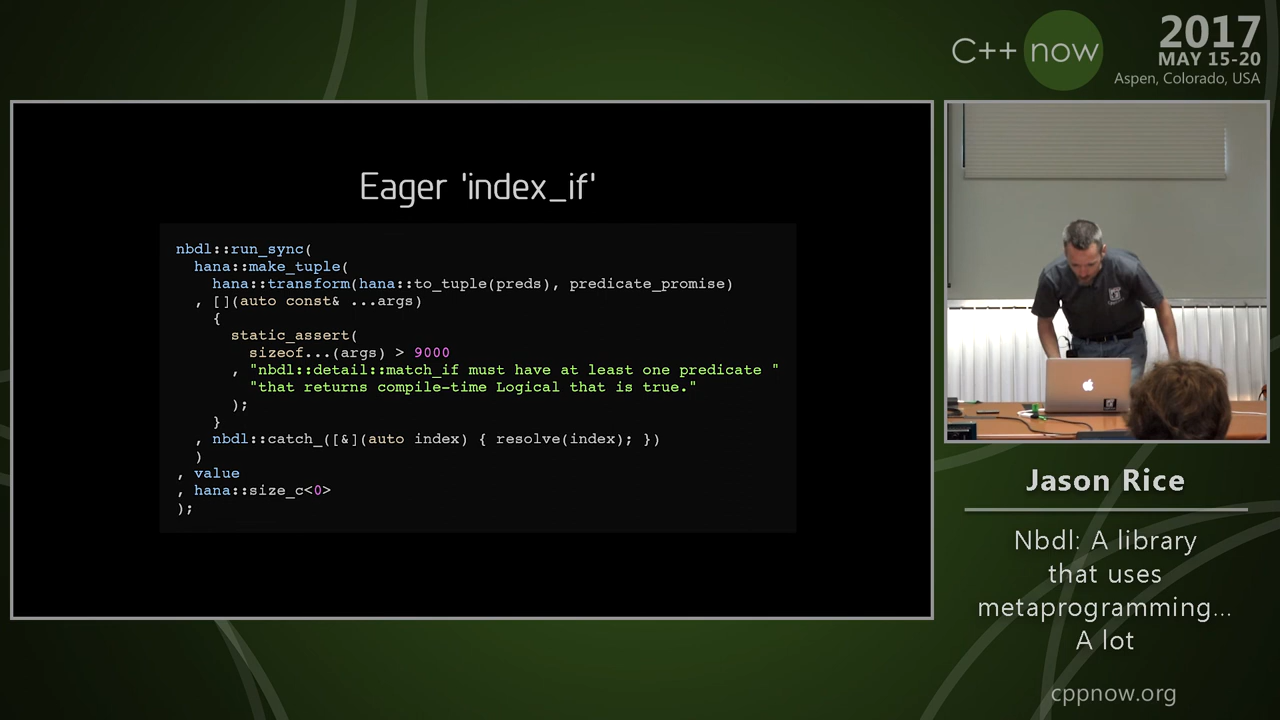 C++ now
2017
MAY 15-20
Aspen, Colorado, USA
Eager 'index_if'
nbdl::run_sync(
hana::make_tuple(
hana::transform(hana::to_tuple(preds), predicate_promise)
, [](auto const& ...args)
{
static_assert(
sizeof...(args) > 9000
, "nbdl::detail::match_if must have at least one predicate "
"that returns compile-time Logical that is true."
);
}
, nbdl::catch_([&](auto index) { resolve(index); })
)
, value
, hana::size_c<0>
);
Jason Rice
Nbdl: A library
that uses
metaprogramming...
A lot
cppnow.org